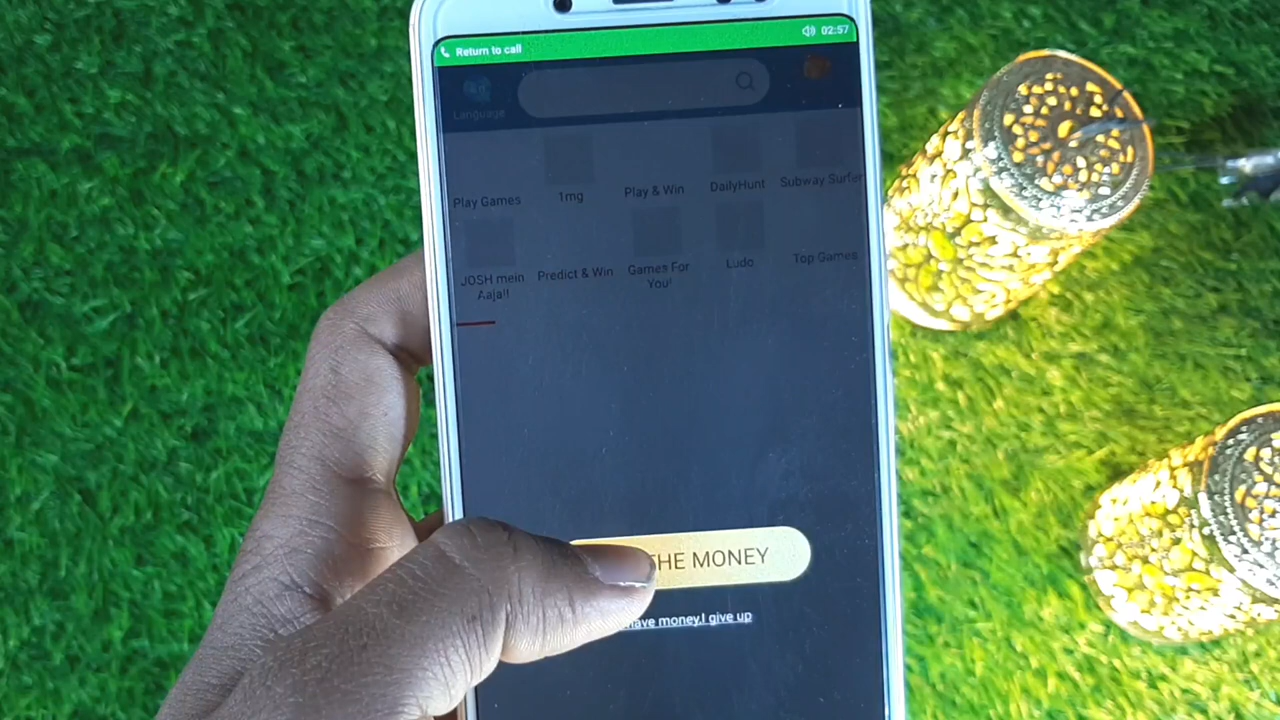 Return to call
02:57
Language
Play Games
1mg
Play & Win
DailyHunt
Subway Surfer
JOSH mein
Aaja!!
Predict & Win
Games For
You!
Ludo
Top Games
THE MONEY
have money,I give up